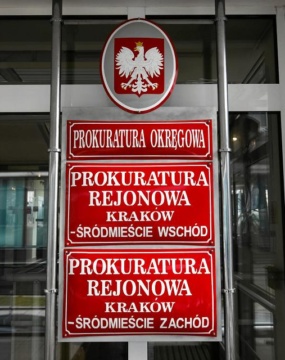 PROKURATURA OKRĘGOWA
PROKURATURA
REJONOWA
KRAKÓW
-ŚRÓDMIEŚCIE WSCHÓD
PROKURATURA
REJONOWA
KRAKÓW
-ŚRÓDMIEŚCIE ZACHÓD